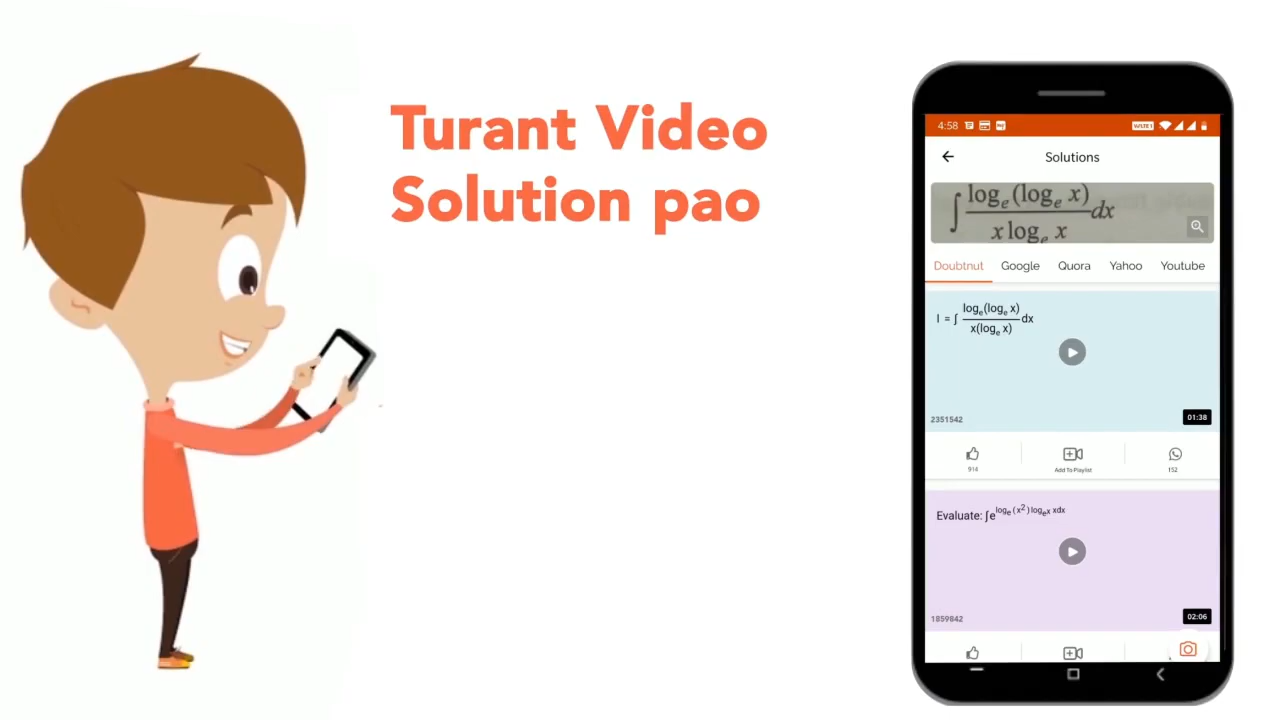 Turant Video
Solution pao
4:58
VoLTE1
Solutions
∫ logₑ(logₑ x) / x logₑ x dx
Doubtnut Google Quora Yahoo Youtube
I = ∫ logₑ(logₑ x) / x(logₑ x) dx
2351542 01:38
914 Add To Playlist 152
Evaluate: ∫e^logₑ(x²)logₑx xdx
1859842 02:06